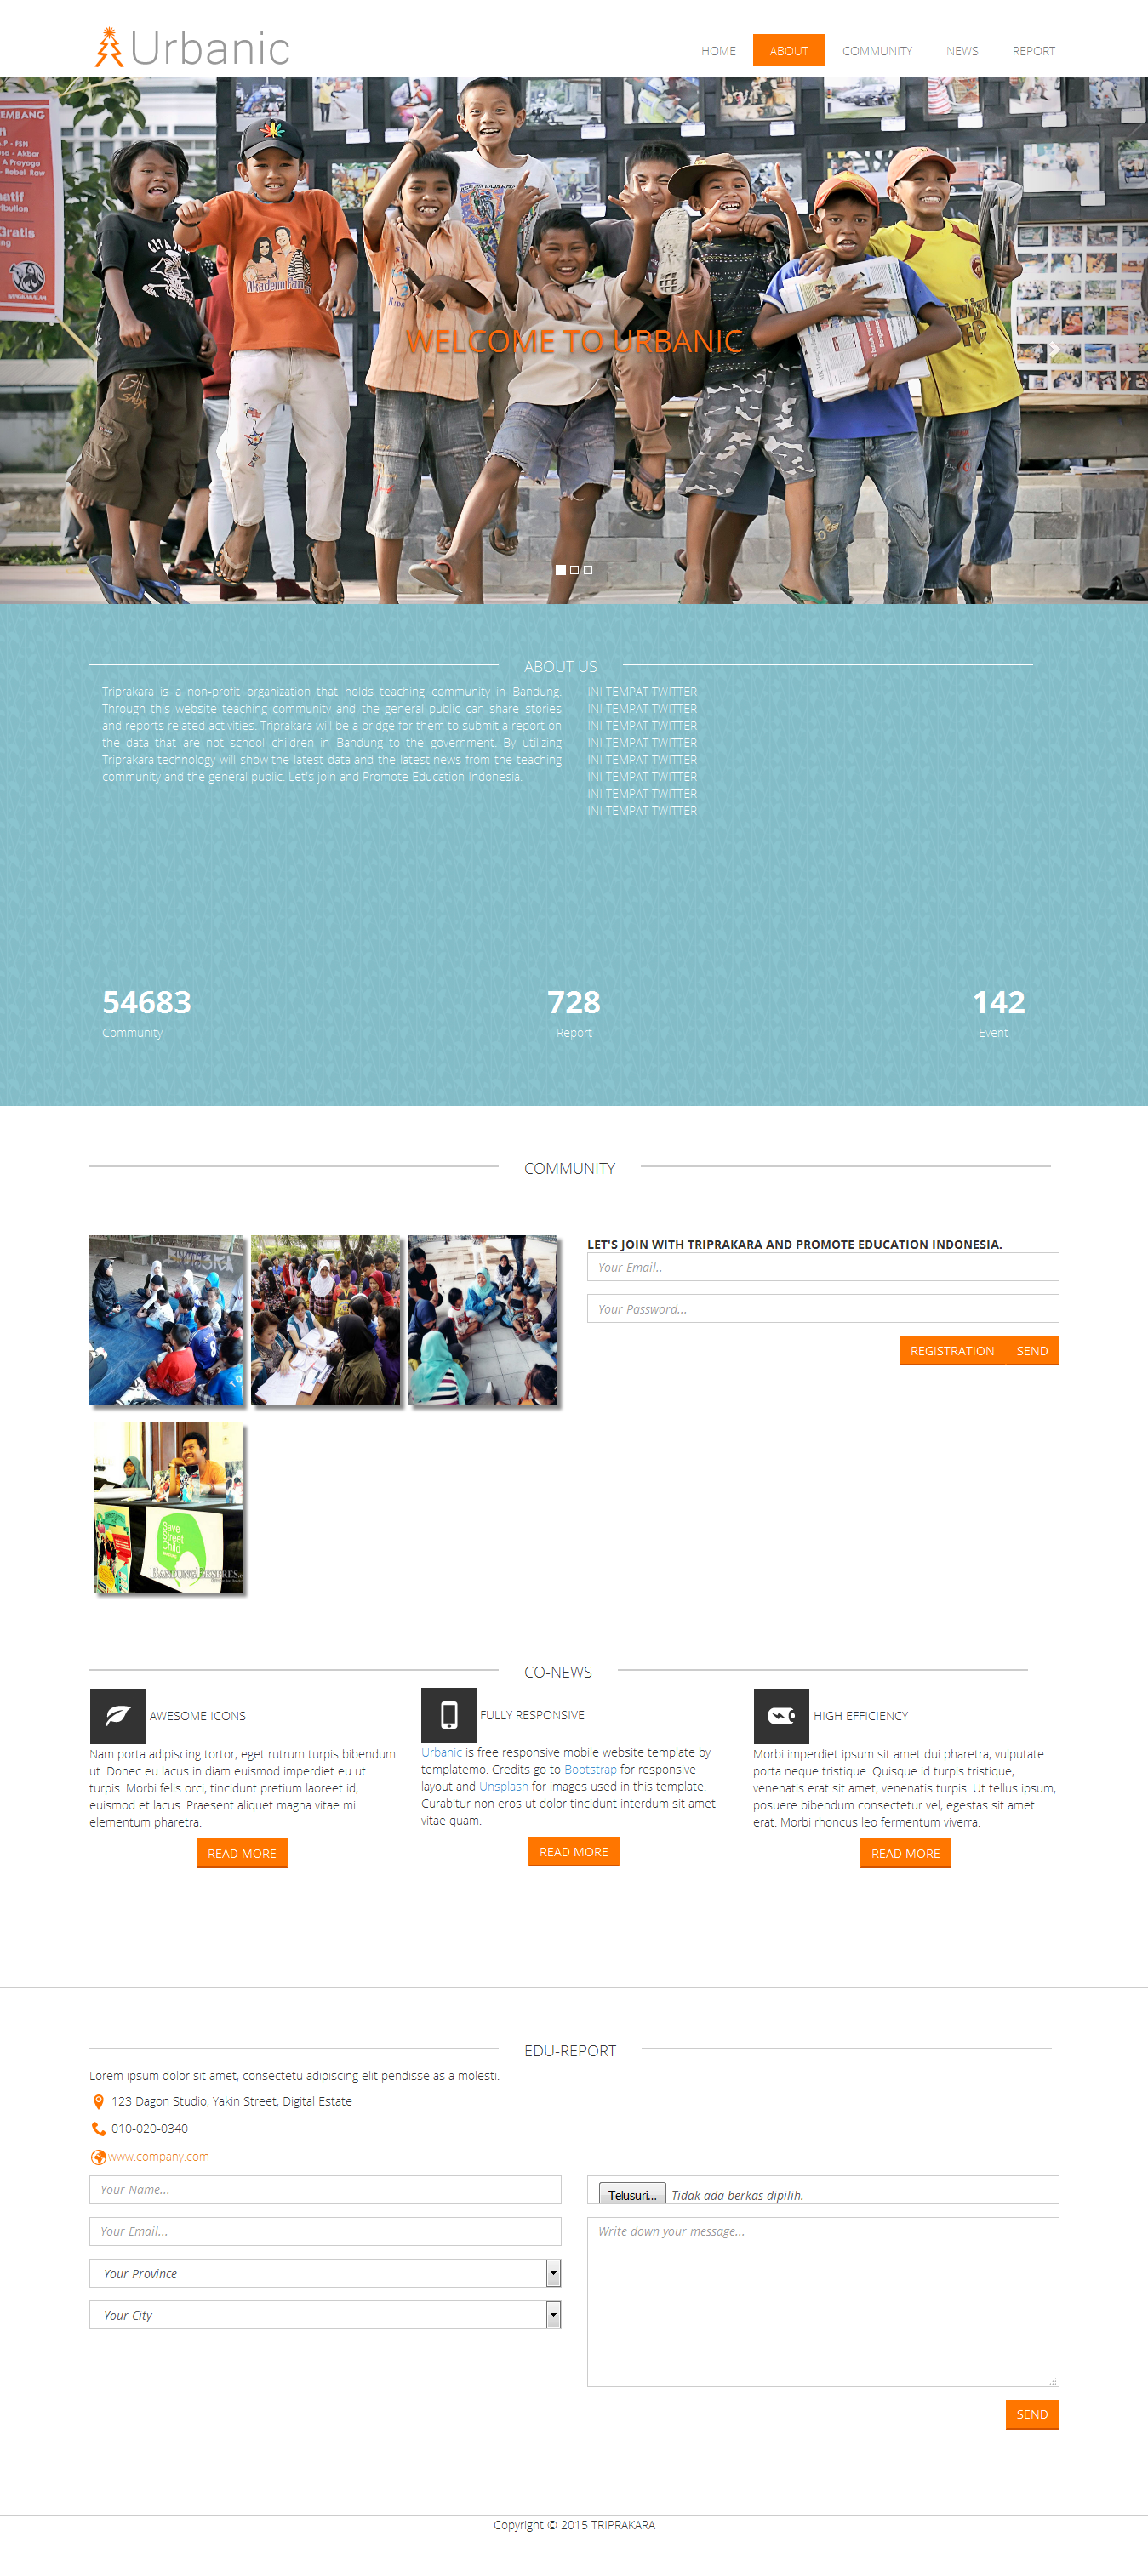 Urbanic
HOME ABOUT COMMUNITY NEWS REPORT
EMBANG
WELCOME TO URBANIC
ABOUT US
Triprakara is a non-profit organization that holds teaching community in Bandung.
Through this website teaching community and the general public can share stories
and reports related activities. Triprakara will be a bridge for them to submit a report on
the data that are not school children in Bandung to the government. By utilizing
Triprakara technology will show the latest data and the latest news from the teaching
community and the general public. Let's join and Promote Education Indonesia.
INI TEMPAT TWITTER
INI TEMPAT TWITTER
INI TEMPAT TWITTER
INI TEMPAT TWITTER
INI TEMPAT TWITTER
INI TEMPAT TWITTER
INI TEMPAT TWITTER
INI TEMPAT TWITTER
54683
Community
728
Report
142
Event
COMMUNITY
LET'S JOIN WITH TRIPRAKARA AND PROMOTE EDUCATION INDONESIA.
Your Email..
Your Password...
REGISTRATION SEND
Save
Street
Child
BANDUNG EKSPRES
CO-NEWS
AWESOME ICONS
Nam porta adipiscing tortor, eget rutrum turpis bibendum
ut. Donec eu lacus in diam euismod imperdiet eu ut
turpis. Morbi felis orci, tincidunt pretium laoreet id,
euismod et lacus. Praesent aliquet magna vitae mi
elementum pharetra.
READ MORE
FULLY RESPONSIVE
Urbanic is free responsive mobile website template by
templatemo. Credits go to Bootstrap for responsive
layout and Unsplash for images used in this template.
Curabitur non eros ut dolor tincidunt interdum sit amet
vitae quam.
READ MORE
HIGH EFFICIENCY
Morbi imperdiet ipsum sit amet dui pharetra, vulputate
porta neque tristique. Quisque id turpis tristique,
venenatis erat sit amet, venenatis turpis. Ut tellus ipsum,
posuere bibendum consectetur vel, egestas sit amet
erat. Morbi rhoncus leo fermentum viverra.
READ MORE
EDU-REPORT
Lorem ipsum dolor sit amet, consectetu adipiscing elit pendisse as a molesti.
123 Dagon Studio, Yakin Street, Digital Estate
010-020-0340
www.company.com
Your Name...
Your Email...
Your Province
Your City
Telusuri... Tidak ada berkas dipilih.
Write down your message...
SEND
Copyright © 2015 TRIPRAKARA